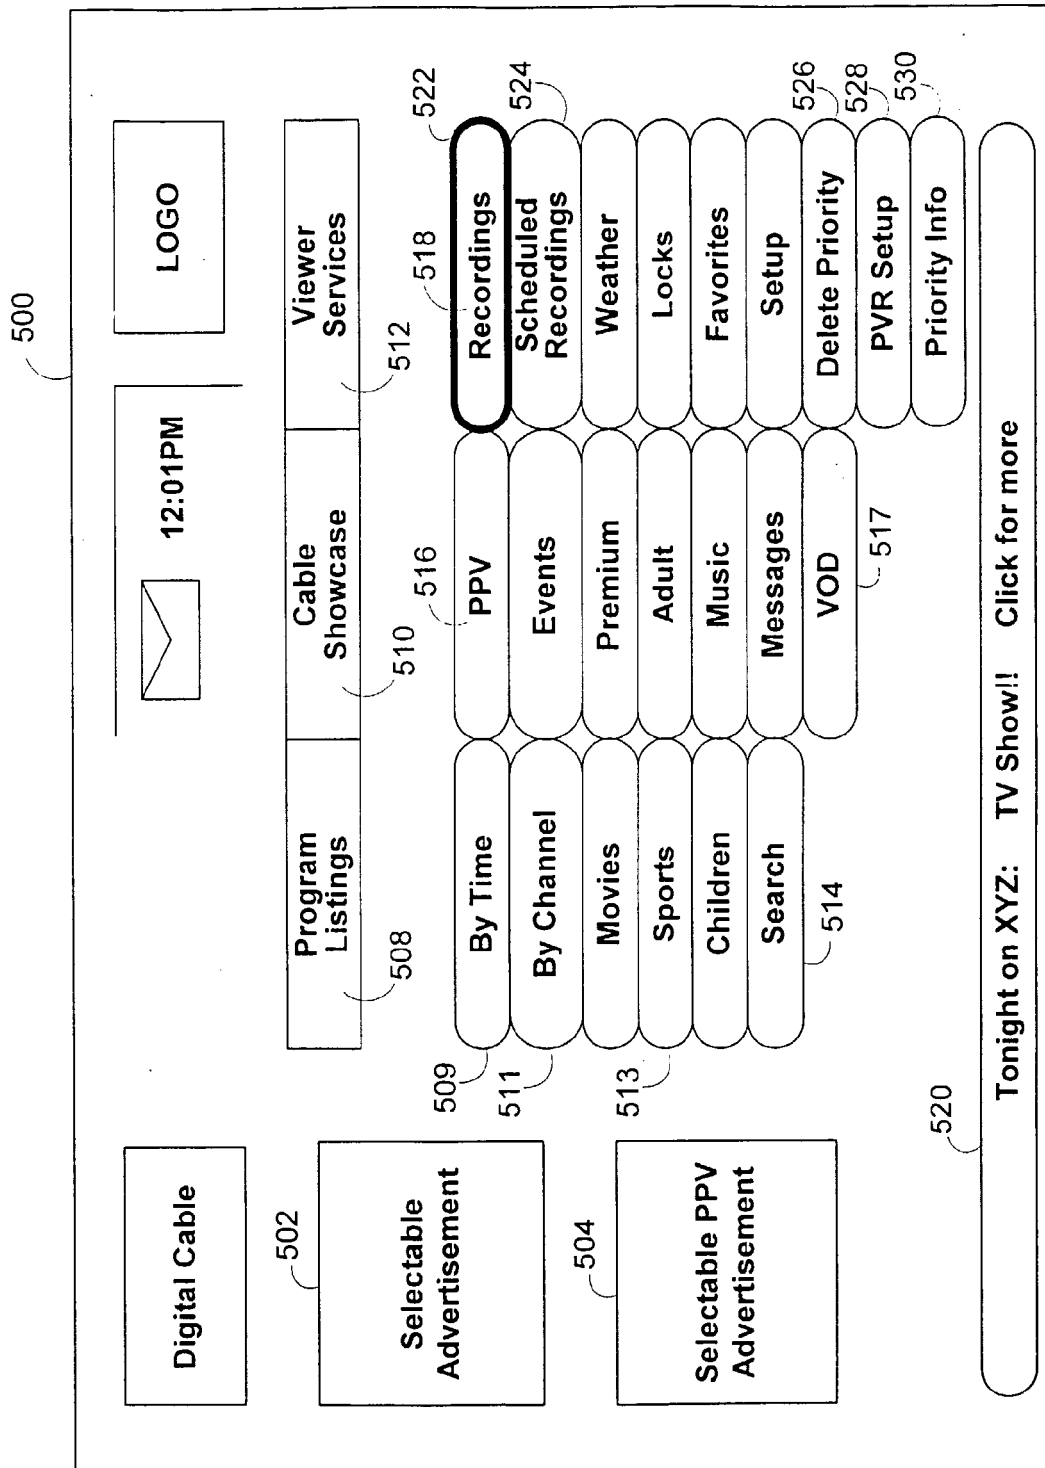 500
Digital Cable
12:01PM
LOGO
502
Selectable
Advertisement
504
Selectable PPV
Advertisement
Program
Listings
508
Cable
Showcase
510
Viewer
Services
512
509
By Time
511
By Channel
Movies
513
Sports
Children
Search
514
516
PPV
Events
Premium
Adult
Music
Messages
VOD
517
518
522
Recordings
524
Scheduled
Recordings
Weather
Locks
Favorites
Setup
526
Delete Priority
528
PVR Setup
530
Priority Info
520
Tonight on XYZ: TV Show!! Click for more